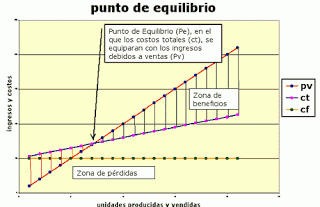 punto de equilibrio
Punto de Equilibrio (Pe), en el
que los costos totales (ct), se
equiparan con los ingresos
debidos a ventas (Pv)
ingresos y costos
Zona de
beneficios
Zona de pérdidas
pv
ct
cf
unidades producidas y vendidas